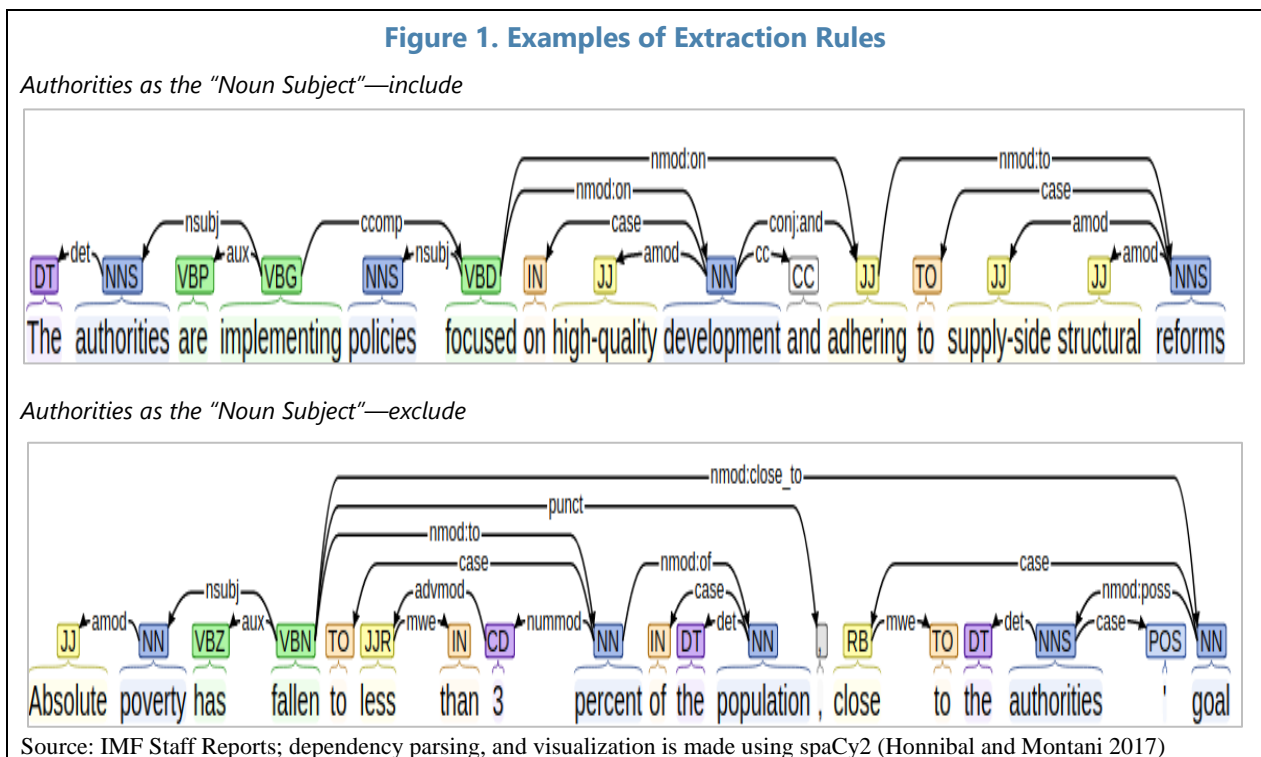 Figure 1. Examples of Extraction Rules
Authorities as the “Noun Subject”—include
nmod:on nmod:to
nmod:on case
nsubj ccomp case conj:and amod
det aux nsubj amod cc amod
DT NNS VBP VBG NNS VBD IN JJ NN CC JJ TO JJ JJ NNS
The authorities are implementing policies focused on high-quality development and adhering to supply-side structural reforms
Authorities as the “Noun Subject”—exclude
nmod:close_to
punct
nmod:to
case nmod:of case
nsubj advmod case nmod:poss
amod aux mwe nummod det mwe det case
JJ NN VBZ VBN TO JJR IN CD NN IN DT NN , RB TO DT NNS POS NN
Absolute poverty has fallen to less than 3 percent of the population , close to the authorities ' goal
Source: IMF Staff Reports; dependency parsing, and visualization is made using spaCy2 (Honnibal and Montani 2017)